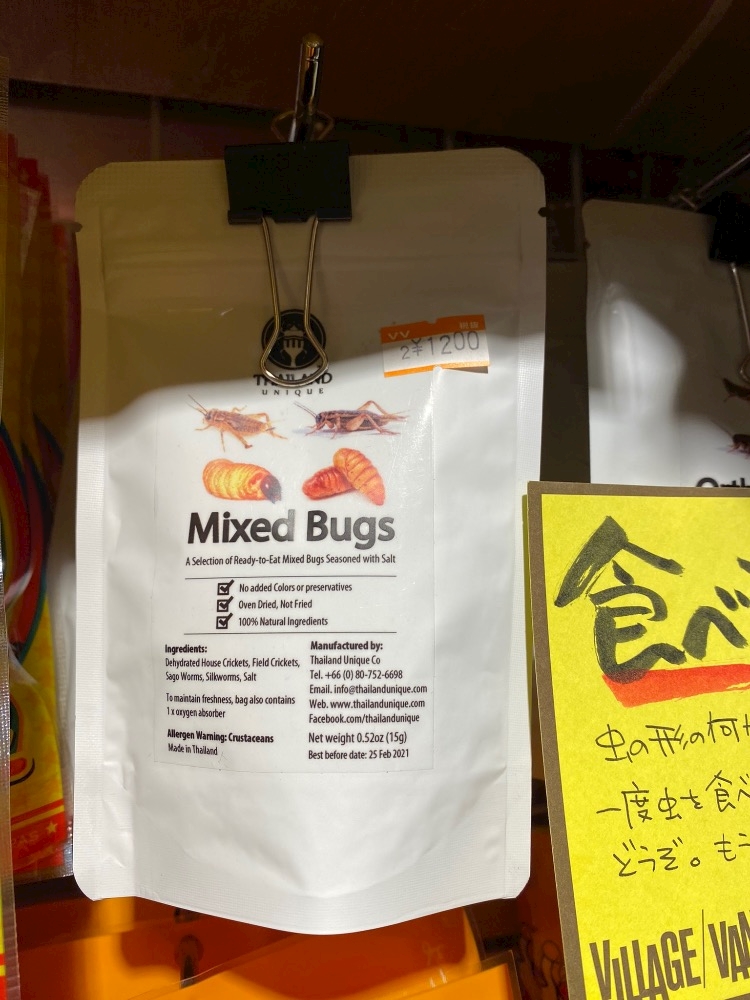 VV
2¥1200
THAILAND
UNIQUE
Mixed Bugs
A Selection of Ready-to-Eat Mixed Bugs Seasoned with Salt
No added Colors or preservatives
Oven Dried, Not Fried
100% Natural Ingredients
Ingredients:
Dehydrated House Crickets, Field Crickets,
Sago Worms, Silkworms, Salt
To maintain freshness, bag also contains
1 x oxygen absorber
Allergen Warning: Crustaceans
Made in Thailand
Manufactured by:
Thailand Unique Co
Tel. +66 (0) 80-752-6698
Email. info@thailandunique.com
Web. www.thailandunique.com
Facebook.com/thailandunique
Net weight 0.52oz (15g)
Best before date: 25 Feb 2021
食べ
虫の形の何
一度虫を食べ
どうぞ。もう
VILLAGE/VAN